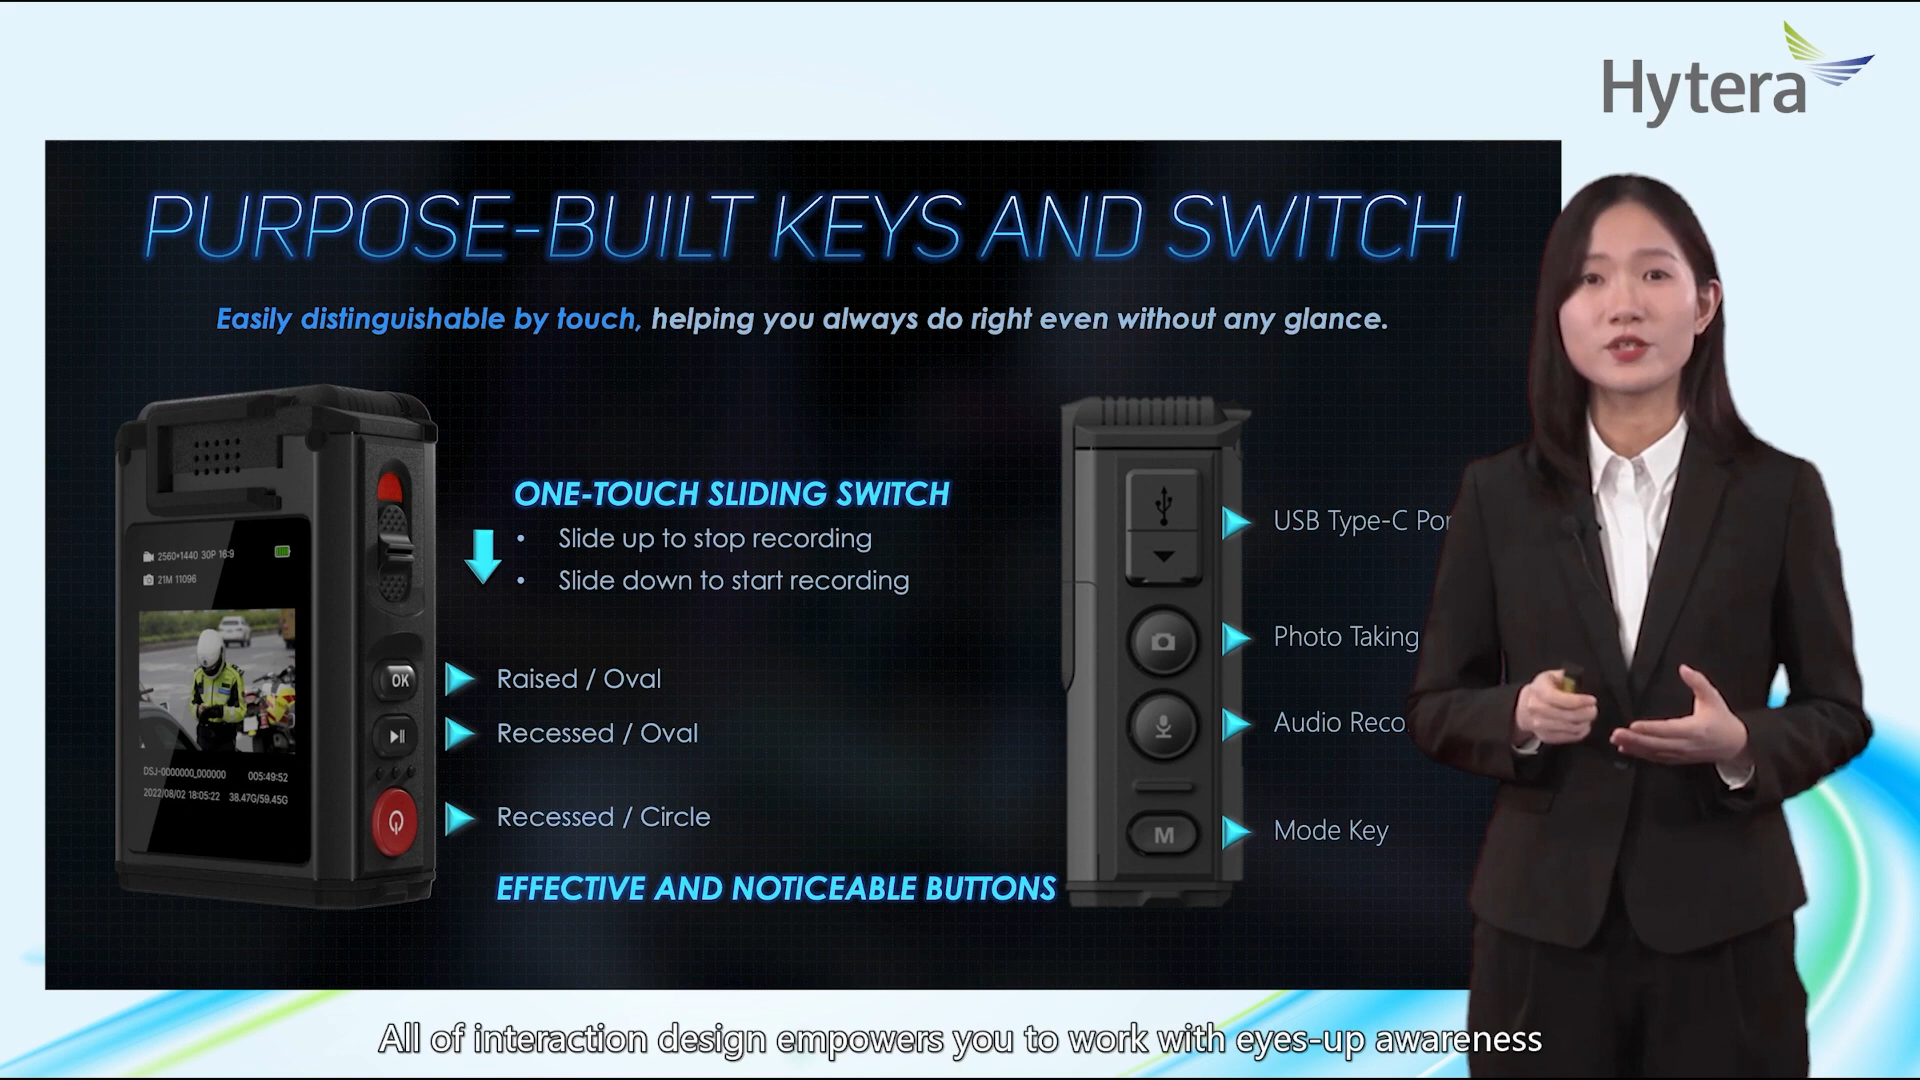 Hytera
PURPOSE-BUILT KEYS AND SWITCH
Easily distinguishable by touch, helping you always do right even without any glance.
ONE-TOUCH SLIDING SWITCH
• Slide up to stop recording
• Slide down to start recording
2560*1440 30P 16:9
21M 11096
DSJ-0000000_000000 005:49:52
2022/08/02 18:05:22 38.47G/59.45G
OK
Raised / Oval
Recessed / Oval
Recessed / Circle
EFFECTIVE AND NOTICEABLE BUTTONS
USB Type-C Por
Photo Taking
Audio Reco
M
Mode Key
All of interaction design empowers you to work with eyes-up awareness